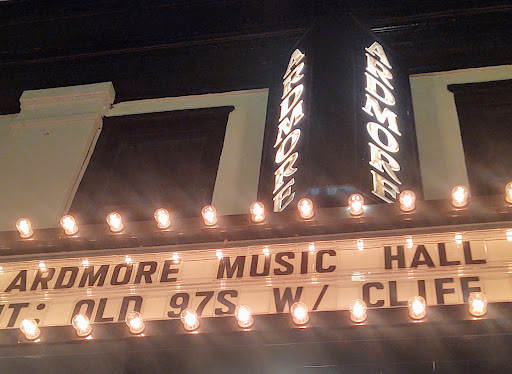 ARDMORE
ARDMORE
ARDMORE MUSIC HALL
: OLD 97S W/ CLIFF